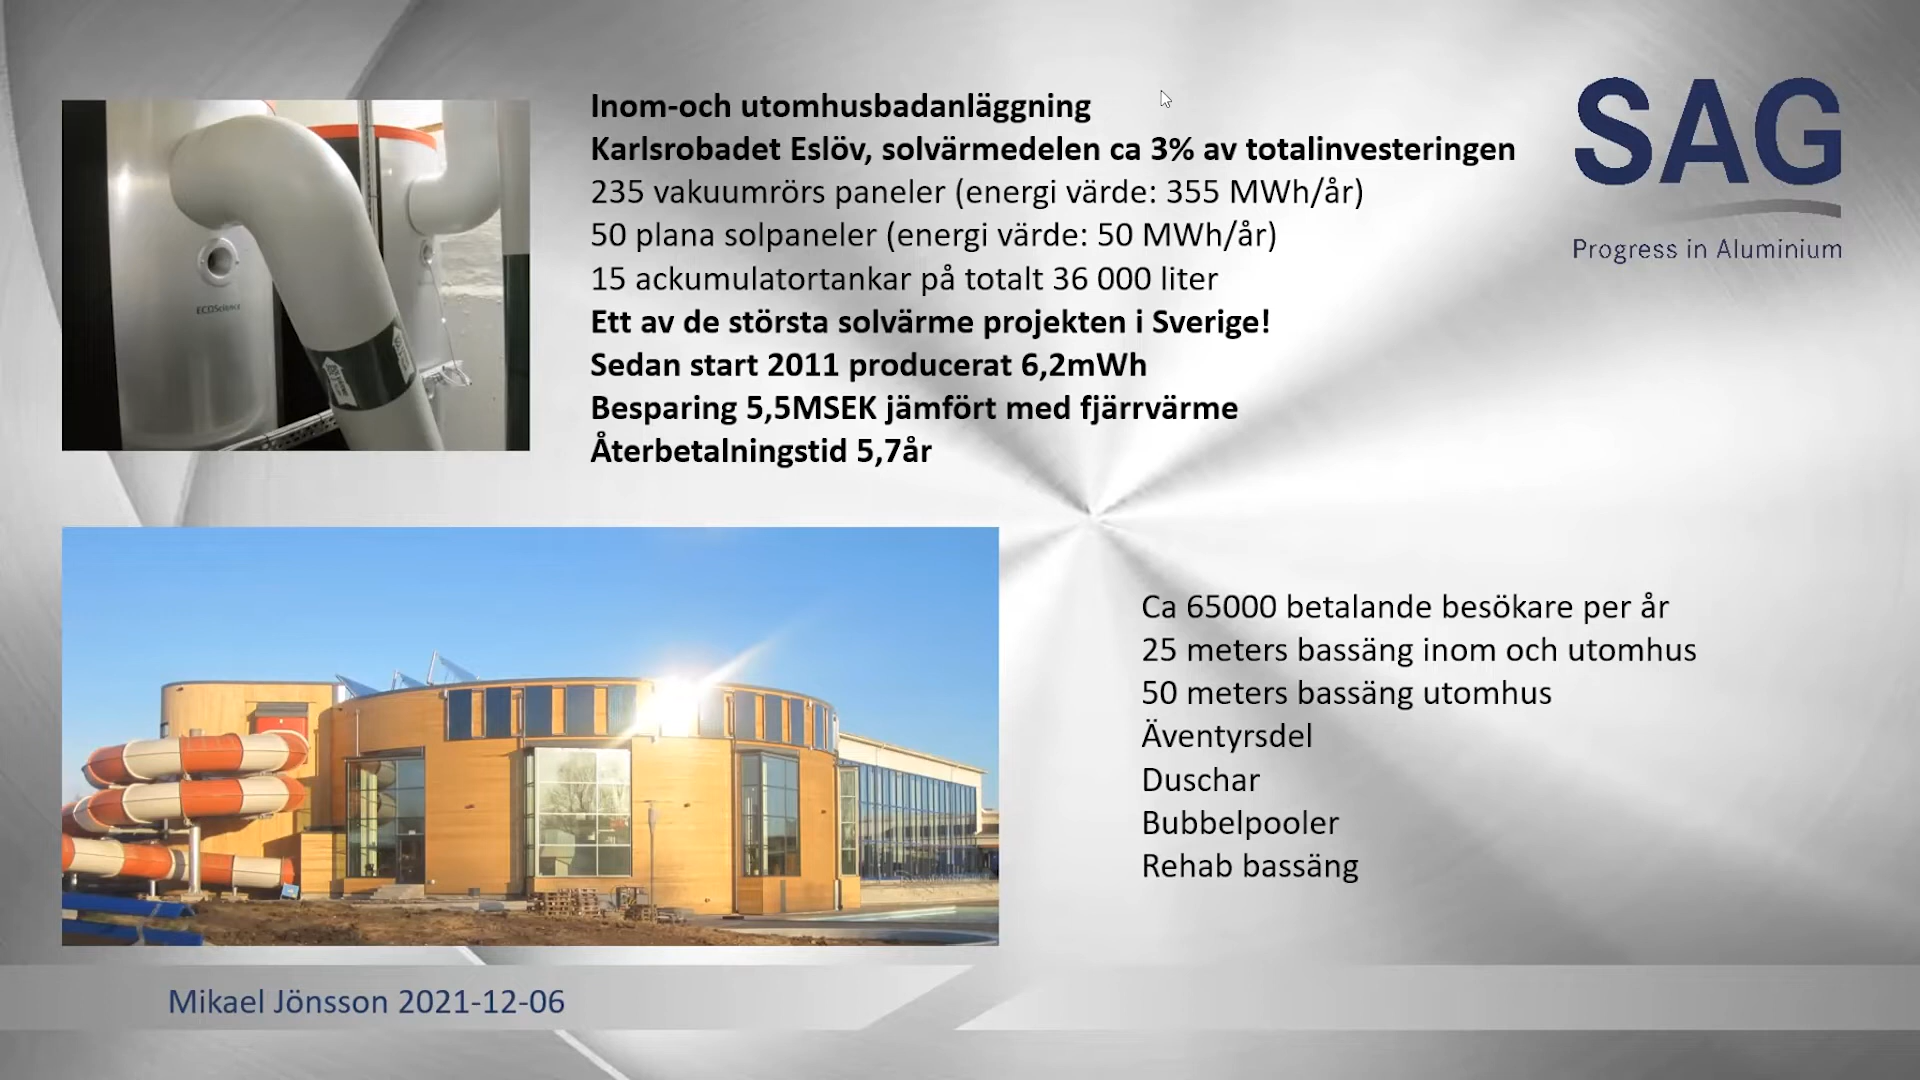 Inom-och utomhusbadanläggning
Karlsrobadet Eslöv, solvärmedelen ca 3% av totalinvesteringen
235 vakuumrörs paneler (energi värde: 355 MWh/år)
50 plana solpaneler (energi värde: 50 MWh/år)
15 ackumulatortankar på totalt 36 000 liter
Ett av de största solvärme projekten i Sverige!
Sedan start 2011 producerat 6,2mWh
Besparing 5,5MSEK jämfört med fjärrvärme
Återbetalningstid 5,7år
SAG
Progress in Aluminium
ECOScience
Ca 65000 betalande besökare per år
25 meters bassäng inom och utomhus
50 meters bassäng utomhus
Äventyrsdel
Duschar
Bubbelpooler
Rehab bassäng
Mikael Jönsson 2021-12-06